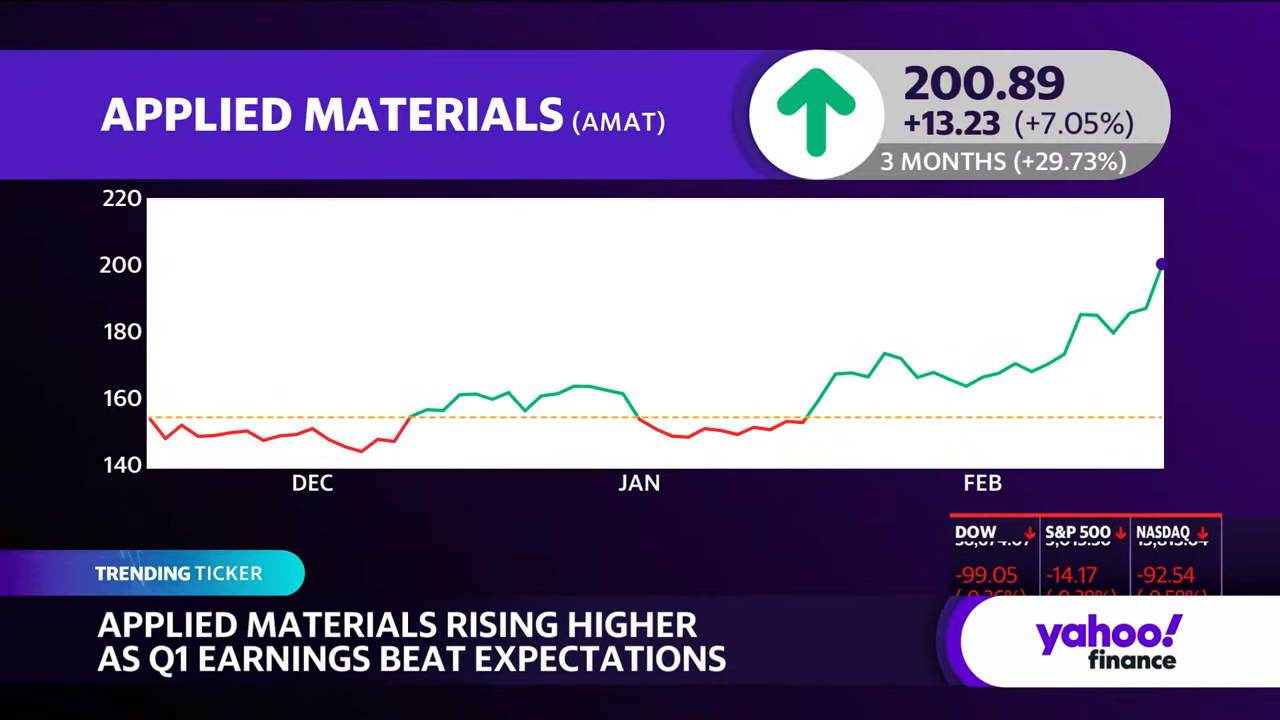 APPLIED MATERIALS (AMAT)
200.89
+13.23 (+7.05%)
3 MONTHS (+29.73%)
220
200
180
160
140
DEC JAN FEB
DOW S&P 500 NASDAQ
-99.05 -14.17 -92.54
TRENDING TICKER
APPLIED MATERIALS RISING HIGHER
AS Q1 EARNINGS BEAT EXPECTATIONS
yahoo!
finance